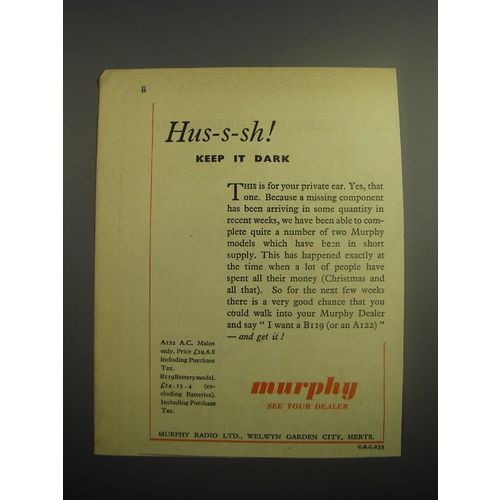 ii
Hus-s-sh!
KEEP IT DARK
THIS is for your private ear. Yes, that
one. Because a missing component
has been arriving in some quantity in
recent weeks, we have been able to com-
plete quite a number of two Murphy
models which have been in short
supply. This has happened exactly at
the time when a lot of people have
spent all their money (Christmas and
all that). So for the next few weeks
there is a very good chance that you
could walk into your Murphy Dealer
and say " I want a B119 (or an A122) "
— and get it !
A122 A.C. Mains
only. Price £29.6.8
Including Purchase
Tax.
B119 Battery model.
£24.13.4 (ex-
cluding Batteries).
Including Purchase
Tax.
murphy
SEE YOUR DEALER
MURPHY RADIO LTD., WELWYN GARDEN CITY, HERTS.
C.R.C.233